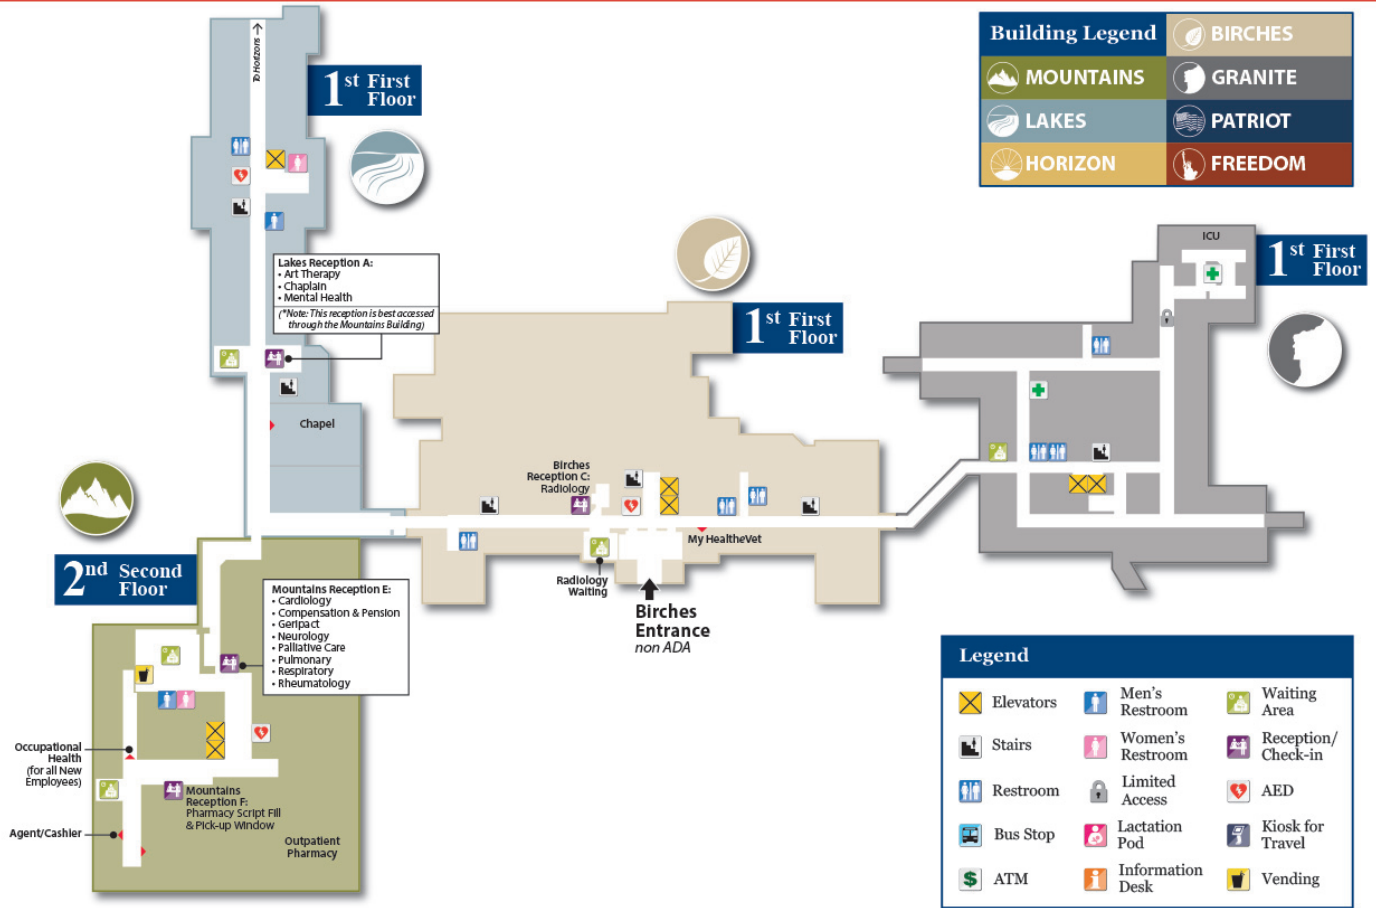 To Horizons
1st First
Floor
Building Legend
BIRCHES
MOUNTAINS
GRANITE
LAKES
PATRIOT
HORIZON
FREEDOM
Lakes Reception A:
• Art Therapy
• Chaplain
• Mental Health
(*Note: This reception is best accessed
through the Mountains Building)
1st First
Floor
ICU
1st First
Floor
Chapel
Birches
Reception C:
Radiology
My HealtheVet
Radiology
Waiting
Birches
Entrance
non ADA
2nd Second
Floor
Mountains Reception E:
• Cardiology
• Compensation & Pension
• Geripact
• Neurology
• Palliative Care
• Pulmonary
• Respiratory
• Rheumatology
Occupational
Health
(for all New
Employees)
Mountains
Reception F:
Pharmacy Script Fill
& Pick-up Window
Agent/Cashier
Outpatient
Pharmacy
Legend
Elevators
Men's
Restroom
Waiting
Area
Stairs
Women's
Restroom
Reception/
Check-in
Restroom
Limited
Access
AED
Bus Stop
Lactation
Pod
Kiosk for
Travel
$ ATM
Information
Desk
Vending